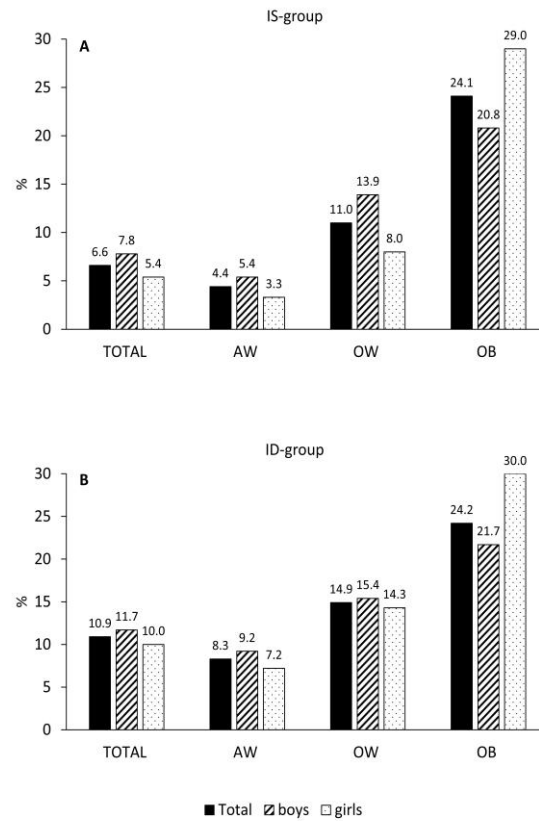 IS-group
A
30
25
20
15
10
5
0
%
6.6 7.8 5.4 4.4 5.4 3.3 11.0 13.9 8.0 24.1 20.8 29.0
TOTAL AW OW OB
ID-group
B
30
25
20
15
10
5
0
%
10.9 11.7 10.0 8.3 9.2 7.2 14.9 15.4 14.3 24.2 21.7 30.0
TOTAL AW OW OB
Total boys girls